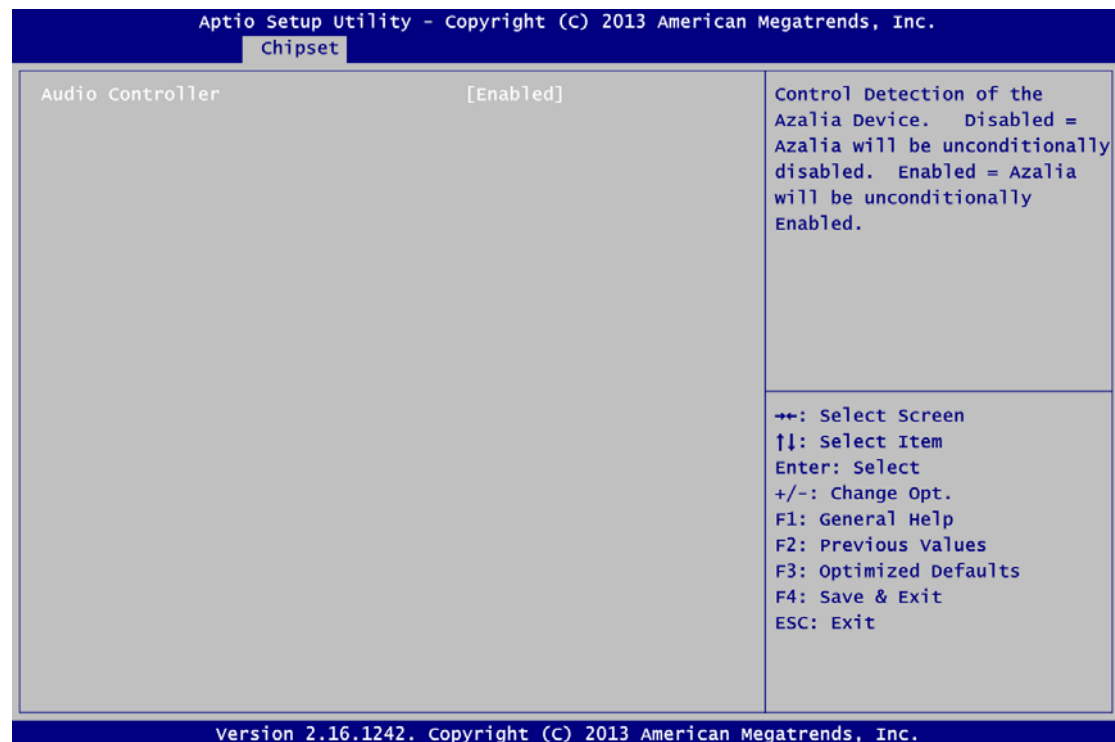 Aptio Setup Utility - Copyright (C) 2013 American Megatrends, Inc.
Chipset
Audio Controller [Enabled]
Control Detection of the
Azalia Device. Disabled =
Azalia will be unconditionally
disabled. Enabled = Azalia
will be unconditionally
Enabled.
→←: Select Screen
↑↓: Select Item
Enter: Select
+/-: Change Opt.
F1: General Help
F2: Previous Values
F3: Optimized Defaults
F4: Save & Exit
ESC: Exit
Version 2.16.1242. Copyright (C) 2013 American Megatrends, Inc.